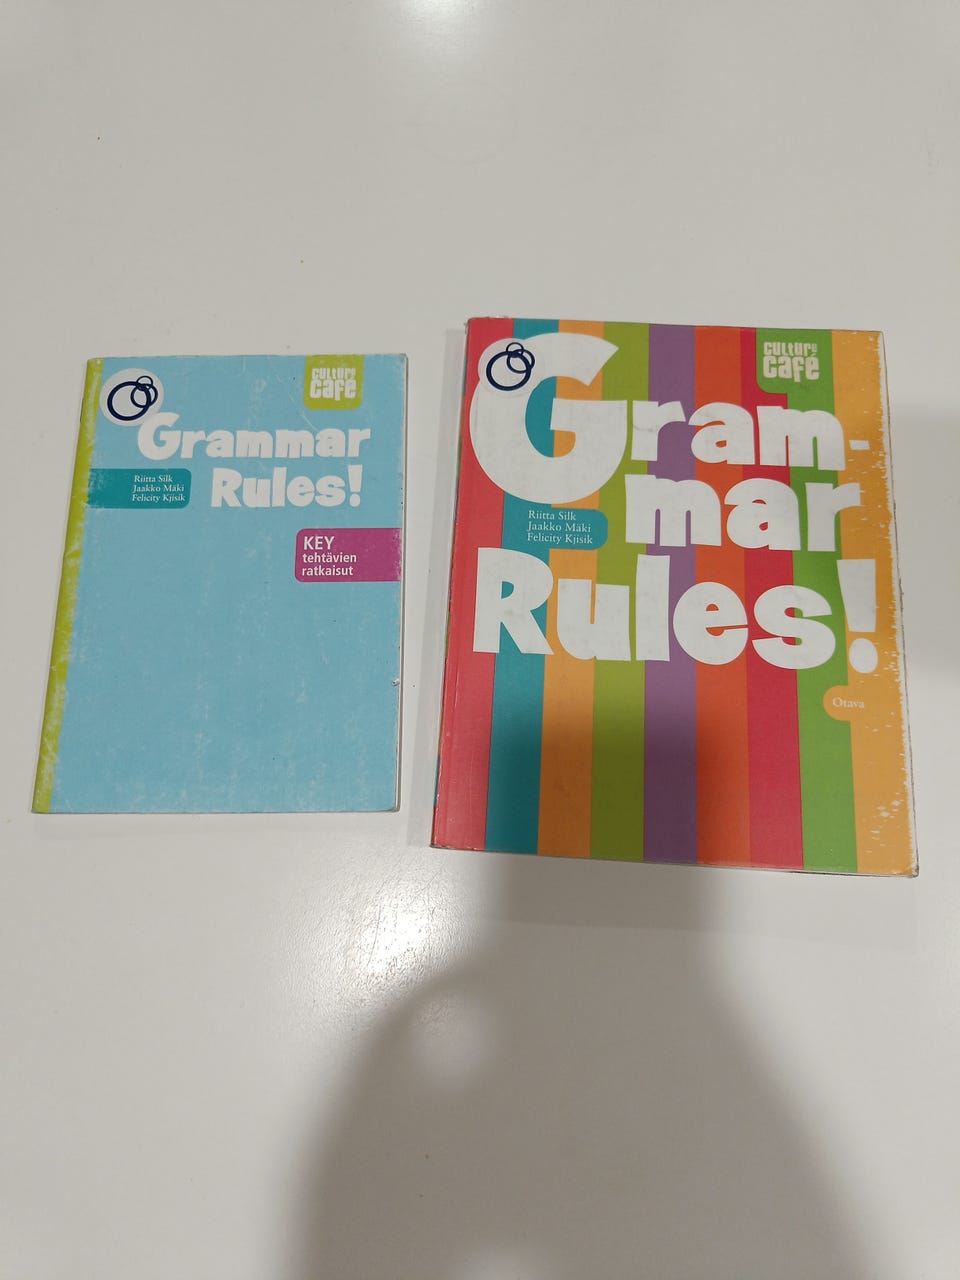 CULTURE
café
Grammar
Rules!
Riitta Silk
Jaakko Mäki
Felicity Kjisik
KEY
tehtävien
ratkaisut
CULTURE
café
Gram-
mar
Rules!
Riitta Silk
Jaakko Mäki
Felicity Kjisik
Otava